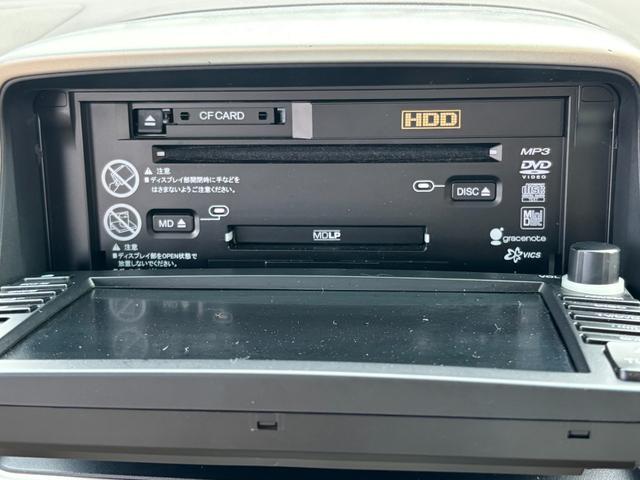 CF CARD
HDD
MP3
DVD
VIDEO
注意
■ディスプレイ部開閉時に手などを
はさまないようご注意ください。
DISC
MD
MDLP
注意
■ディスプレイ部をOPEN状態で
放置しないでください。
Mini
Disc
gracenote
VICS